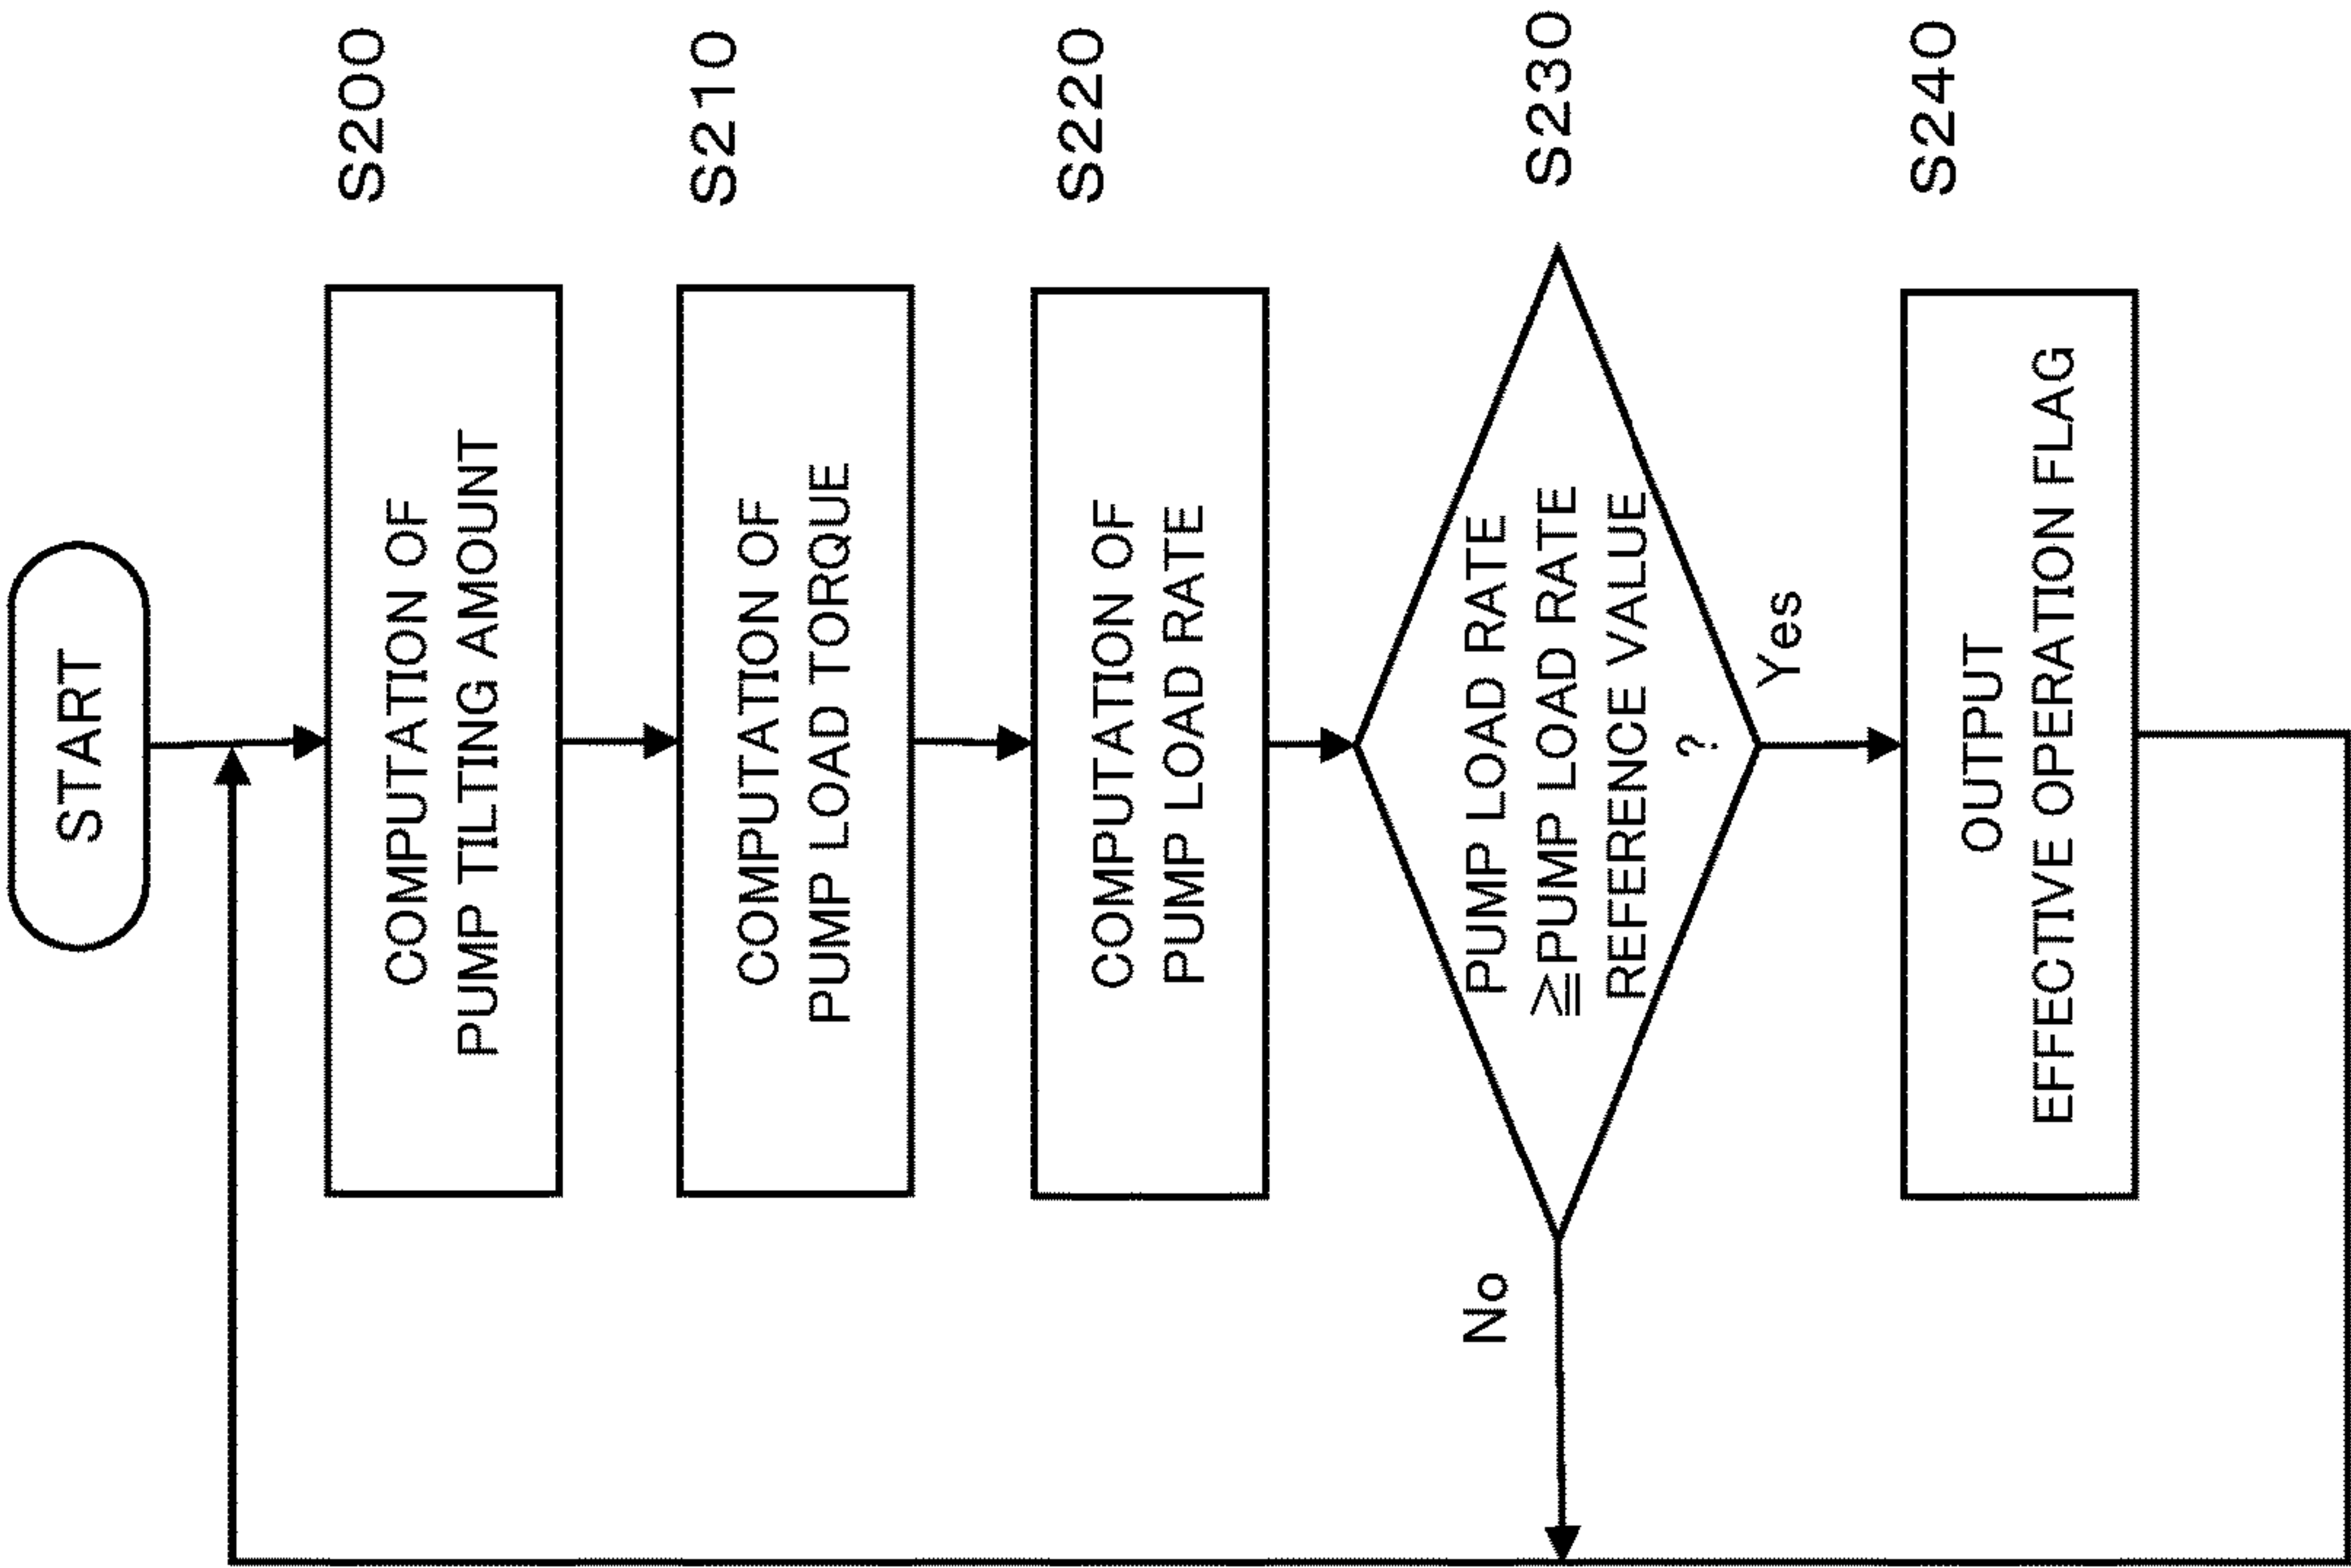 START
COMPUTATION OF
PUMP TILTING AMOUNT
S200
COMPUTATION OF
PUMP LOAD TORQUE
S210
COMPUTATION OF
PUMP LOAD RATE
S220
PUMP LOAD RATE
≧PUMP LOAD RATE
REFERENCE VALUE
?
S230
No
Yes
OUTPUT
EFFECTIVE OPERATION FLAG
S240